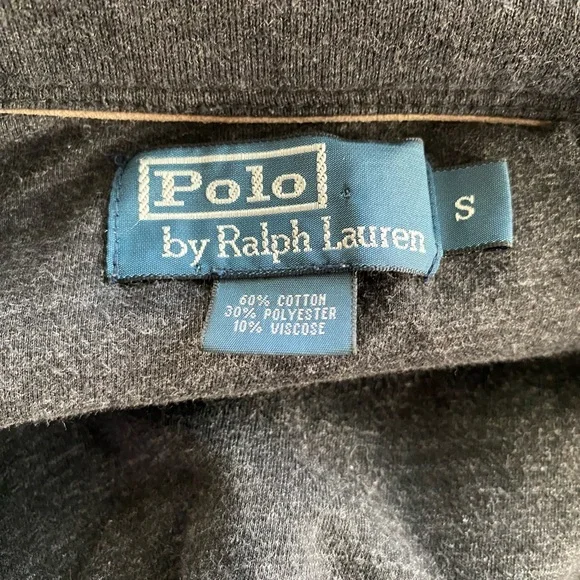 Polo
by Ralph Lauren
S
60% COTTON
30% POLYESTER
10% VISCOSE